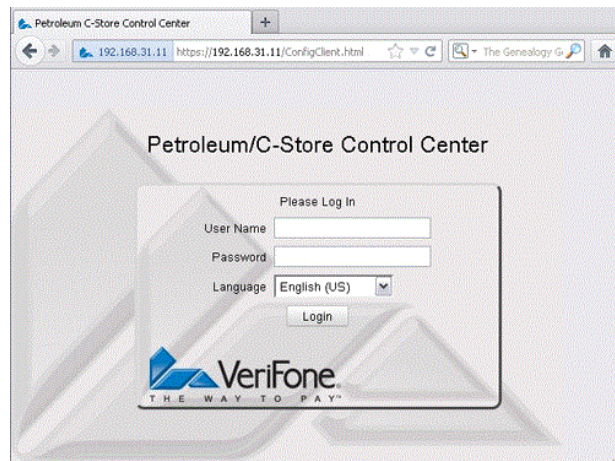 Petroleum C-Store Control Center
192.168.31.11 https://192.168.31.11/ConfigClient.html The Genealogy G
Petroleum/C-Store Control Center
Please Log In
User Name
Password
Language English (US)
Login
VeriFone.
THE WAY TO PAY™